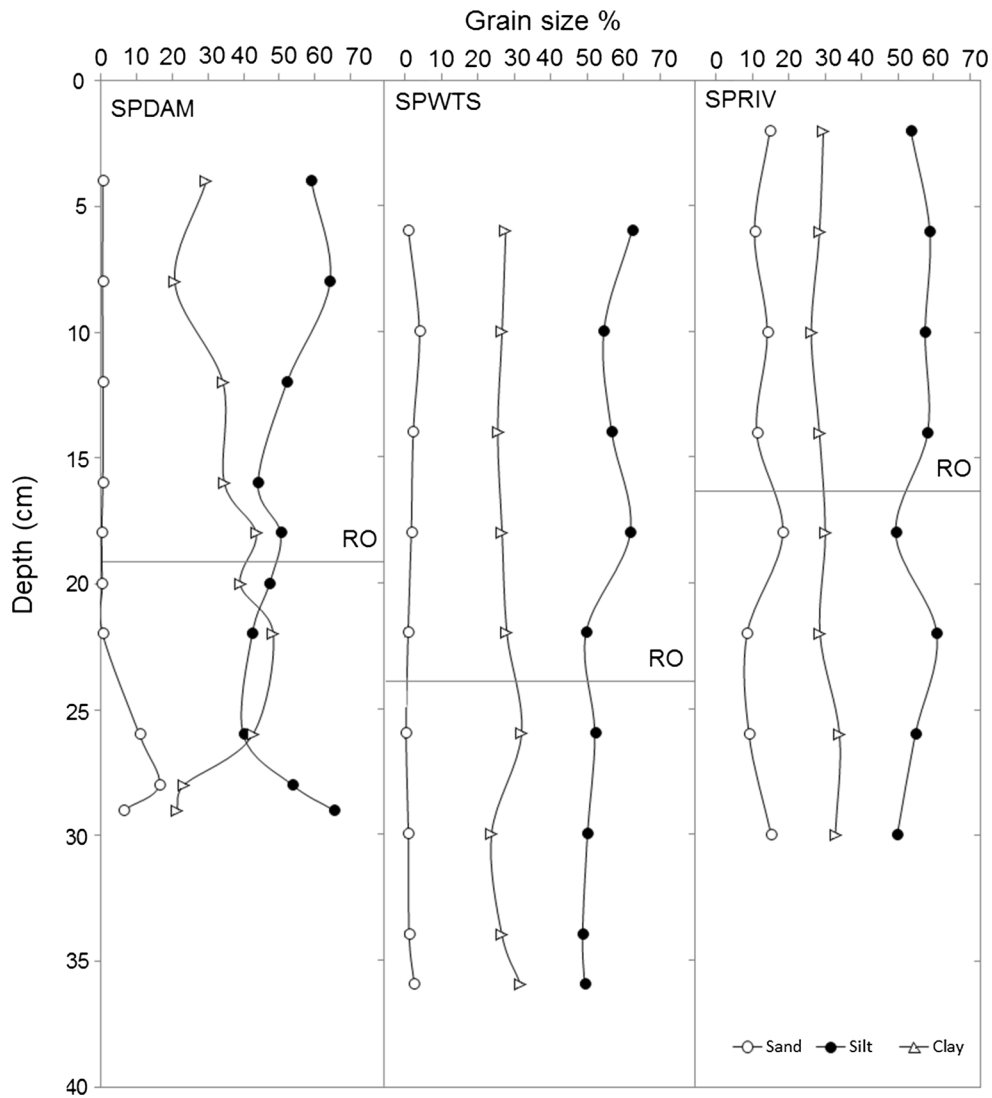 Grain size %
0 10 20 30 40 50 60 70 0 10 20 30 40 50 60 70 0 10 20 30 40 50 60 70
0
SPDAM SPWTS SPRIV
5
10
15
RO
RO
20
RO
25
30
35
40
Depth (cm)
Sand Silt Clay